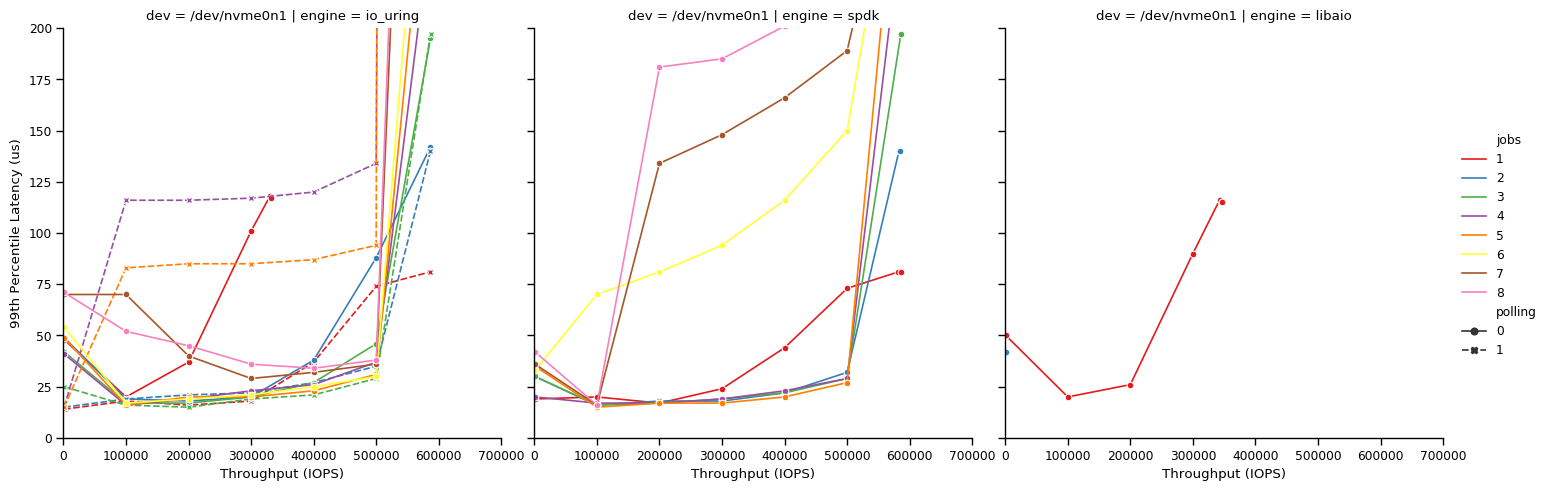 dev = /dev/nvme0n1 | engine = io_uring
dev = /dev/nvme0n1 | engine = spdk
dev = /dev/nvme0n1 | engine = libaio
99th Percentile Latency (us)
200
175
150
125
100
75
50
25
0
0 100000 200000 300000 400000 500000 600000 700000
0 100000 200000 300000 400000 500000 600000 700000
0 100000 200000 300000 400000 500000 600000 700000
Throughput (IOPS)
Throughput (IOPS)
Throughput (IOPS)
jobs
1
2
3
4
5
6
7
8
polling
0
1